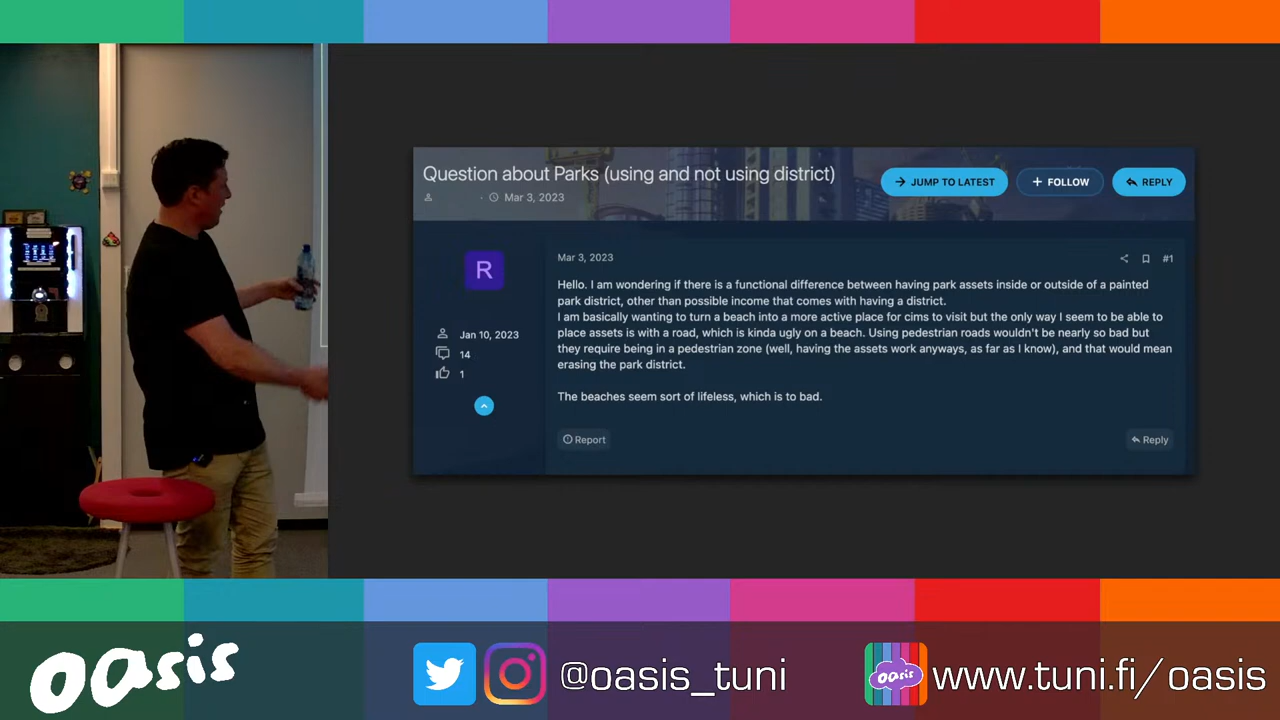 Question about Parks (using and not using district)
· Mar 3, 2023
JUMP TO LATEST
+ FOLLOW
REPLY
R
Jan 10, 2023
14
1
Mar 3, 2023
#1
Hello. I am wondering if there is a functional difference between having park assets inside or outside of a painted
park district, other than possible income that comes with having a district.
I am basically wanting to turn a beach into a more active place for cims to visit but the only way I seem to be able to
place assets is with a road, which is kinda ugly on a beach. Using pedestrian roads wouldn't be nearly so bad but
they require being in a pedestrian zone (well, having the assets work anyways, as far as I know), and that would mean
erasing the park district.
The beaches seem sort of lifeless, which is to bad.
Report
Reply
oasis
@oasis_tuni
oasis
www.tuni.fi/oasis